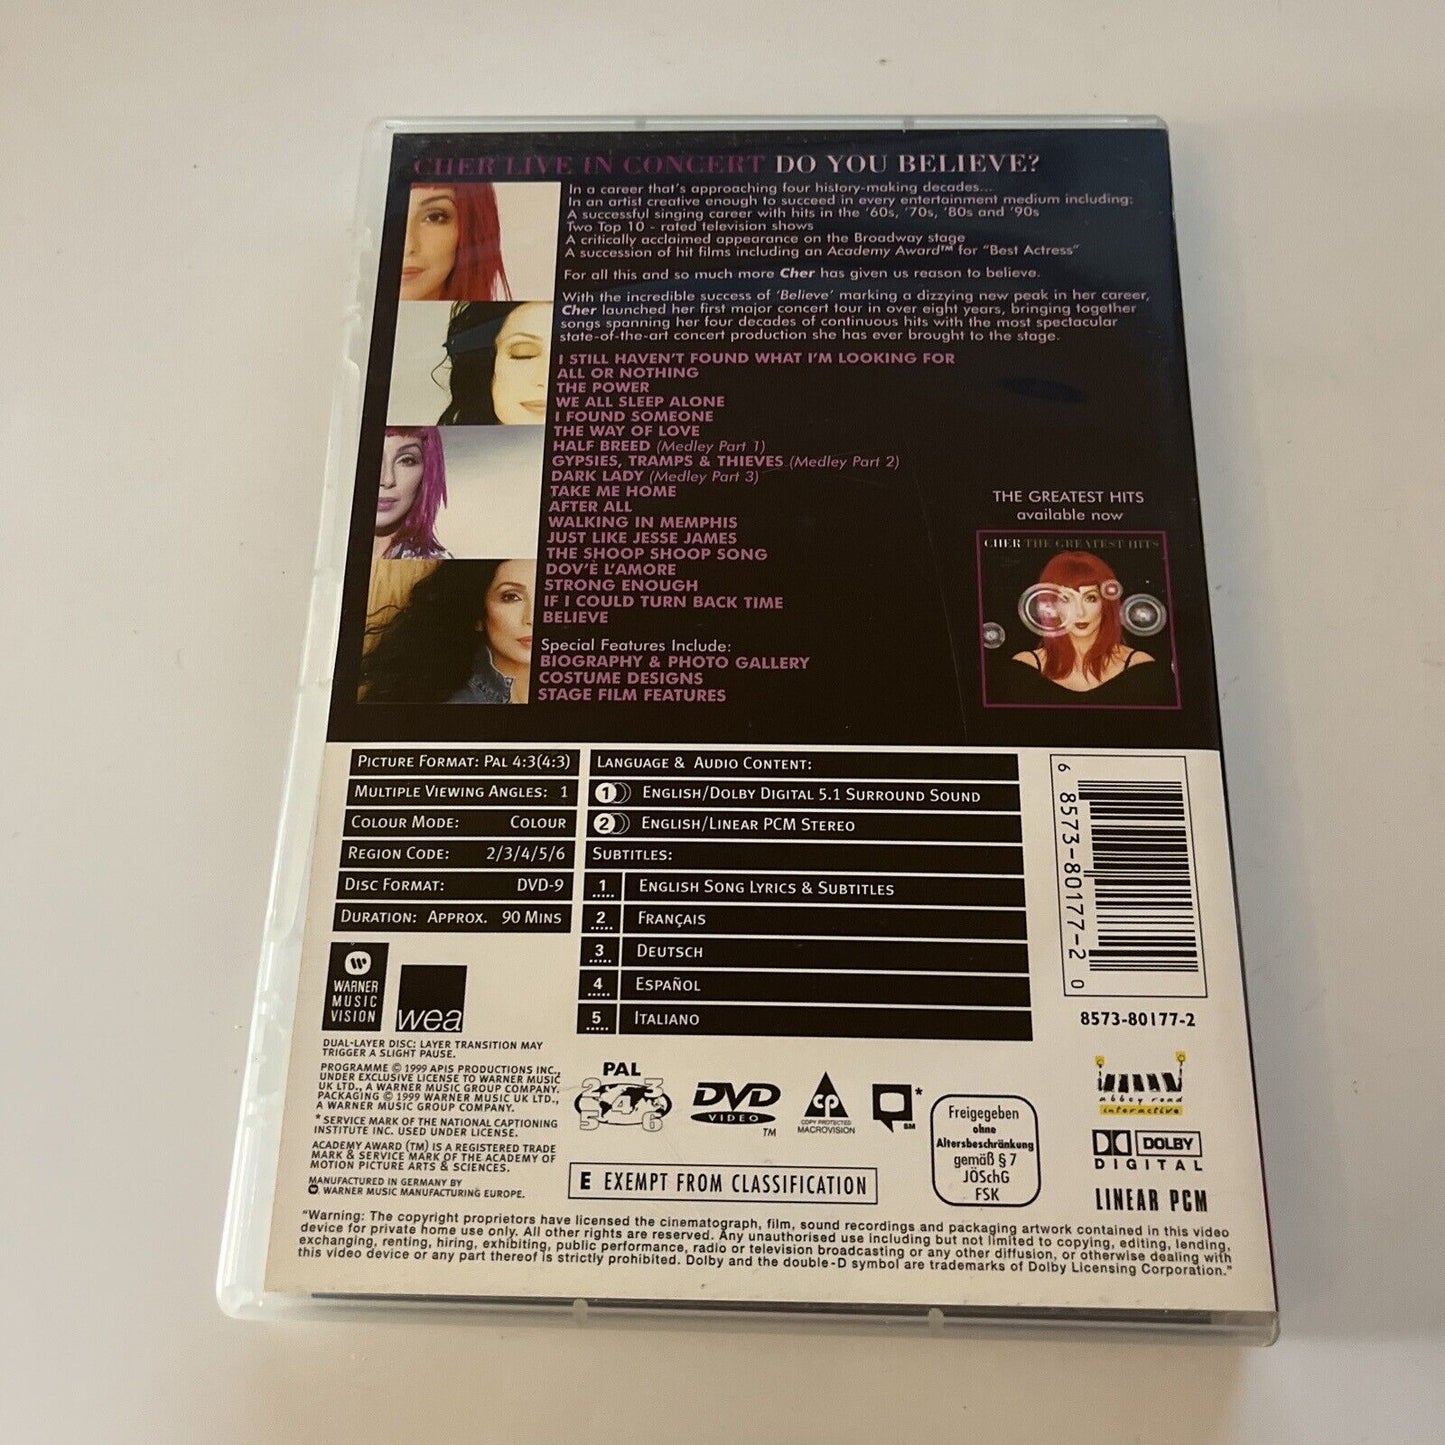 CHER LIVE IN CONCERT DO YOU BELIEVE?
In a career that's approaching four history-making decades...
In an artist creative enough to succeed in every entertainment medium including:
A successful singing career with hits in the '60s, '70s, '80s and '90s
Two Top 10 - rated television shows
A critically acclaimed appearance on the Broadway stage
A succession of hit films including an Academy Award™ for "Best Actress"
For all this and so much more Cher has given us reason to believe.
With the incredible success of 'Believe' marking a dizzying new peak in her career,
Cher launched her first major concert tour in over eight years, bringing together
songs spanning her four decades of continuous hits with the most spectacular
state-of-the-art concert production she has ever brought to the stage.
I STILL HAVEN'T FOUND WHAT I'M LOOKING FOR
ALL OR NOTHING
THE POWER
WE ALL SLEEP ALONE
I FOUND SOMEONE
THE WAY OF LOVE
HALF BREED (Medley Part 1)
GYPSIES, TRAMPS & THIEVES (Medley Part 2)
DARK LADY (Medley Part 3)
TAKE ME HOME
AFTER ALL
WALKING IN MEMPHIS
JUST LIKE JESSE JAMES
THE SHOOP SHOOP SONG
DOV'É L'AMORE
STRONG ENOUGH
IF I COULD TURN BACK TIME
BELIEVE
Special Features Include:
BIOGRAPHY & PHOTO GALLERY
COSTUME DESIGNS
STAGE FILM FEATURES
THE GREATEST HITS
available now
CHER THE GREATEST HITS
PICTURE FORMAT: PAL 4:3(4:3)
MULTIPLE VIEWING ANGLES: 1
COLOUR MODE: COLOUR
REGION CODE: 2/3/4/5/6
DISC FORMAT: DVD-9
DURATION: APPROX. 90 MINS
LANGUAGE & AUDIO CONTENT:
1 ENGLISH/DOLBY DIGITAL 5.1 SURROUND SOUND
2 ENGLISH/LINEAR PCM STEREO
SUBTITLES:
1 ENGLISH SONG LYRICS & SUBTITLES
2 FRANÇAIS
3 DEUTSCH
4 ESPAÑOL
5 ITALIANO
6 8573-80177-2 0
8573-80177-2
WARNER
MUSIC
VISION
wea
DUAL-LAYER DISC: LAYER TRANSITION MAY
TRIGGER A SLIGHT PAUSE.
PROGRAMME © 1999 APIS PRODUCTIONS INC.,
UNDER EXCLUSIVE LICENSE TO WARNER MUSIC
UK LTD., A WARNER MUSIC GROUP COMPANY.
PACKAGING © 1999 WARNER MUSIC UK LTD.,
A WARNER MUSIC GROUP COMPANY.
* SERVICE MARK OF THE NATIONAL CAPTIONING
INSTITUTE INC. USED UNDER LICENSE.
ACADEMY AWARD (TM) IS A REGISTERED TRADE
MARK & SERVICE MARK OF THE ACADEMY OF
MOTION PICTURE ARTS & SCIENCES.
MANUFACTURED IN GERMANY BY
WARNER MUSIC MANUFACTURING EUROPE.
PAL
2 3
4
5 6
DVD
VIDEO
TM
cp
COPY PROTECTED
MACROVISION
*
SM
Freigegeben
ohne
Altersbeschränkung
gemäß § 7
JÖSchG
FSK
abbey road
interactive
DOLBY
DIGITAL
LINEAR PCM
E EXEMPT FROM CLASSIFICATION
"Warning: The copyright proprietors have licensed the cinematograph, film, sound recordings and packaging artwork contained in this video
device for private home use only. All other rights are reserved. Any unauthorised use including but not limited to copying, editing, lending,
exchanging, renting, hiring, exhibiting, public performance, radio or television broadcasting or any other diffusion, or otherwise dealing with
this video device or any part thereof is strictly prohibited. Dolby and the double-D symbol are trademarks of Dolby Licensing Corporation."